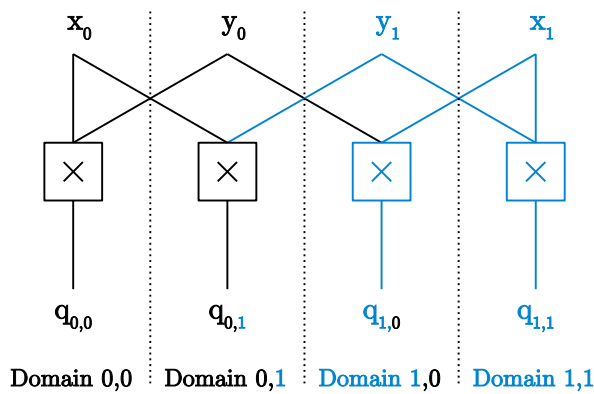 x₀ y₀ y₁ x₁
× × × ×
q₀,₀ q₀,₁ q₁,₀ q₁,₁
Domain 0,0 Domain 0,1 Domain 1,0 Domain 1,1